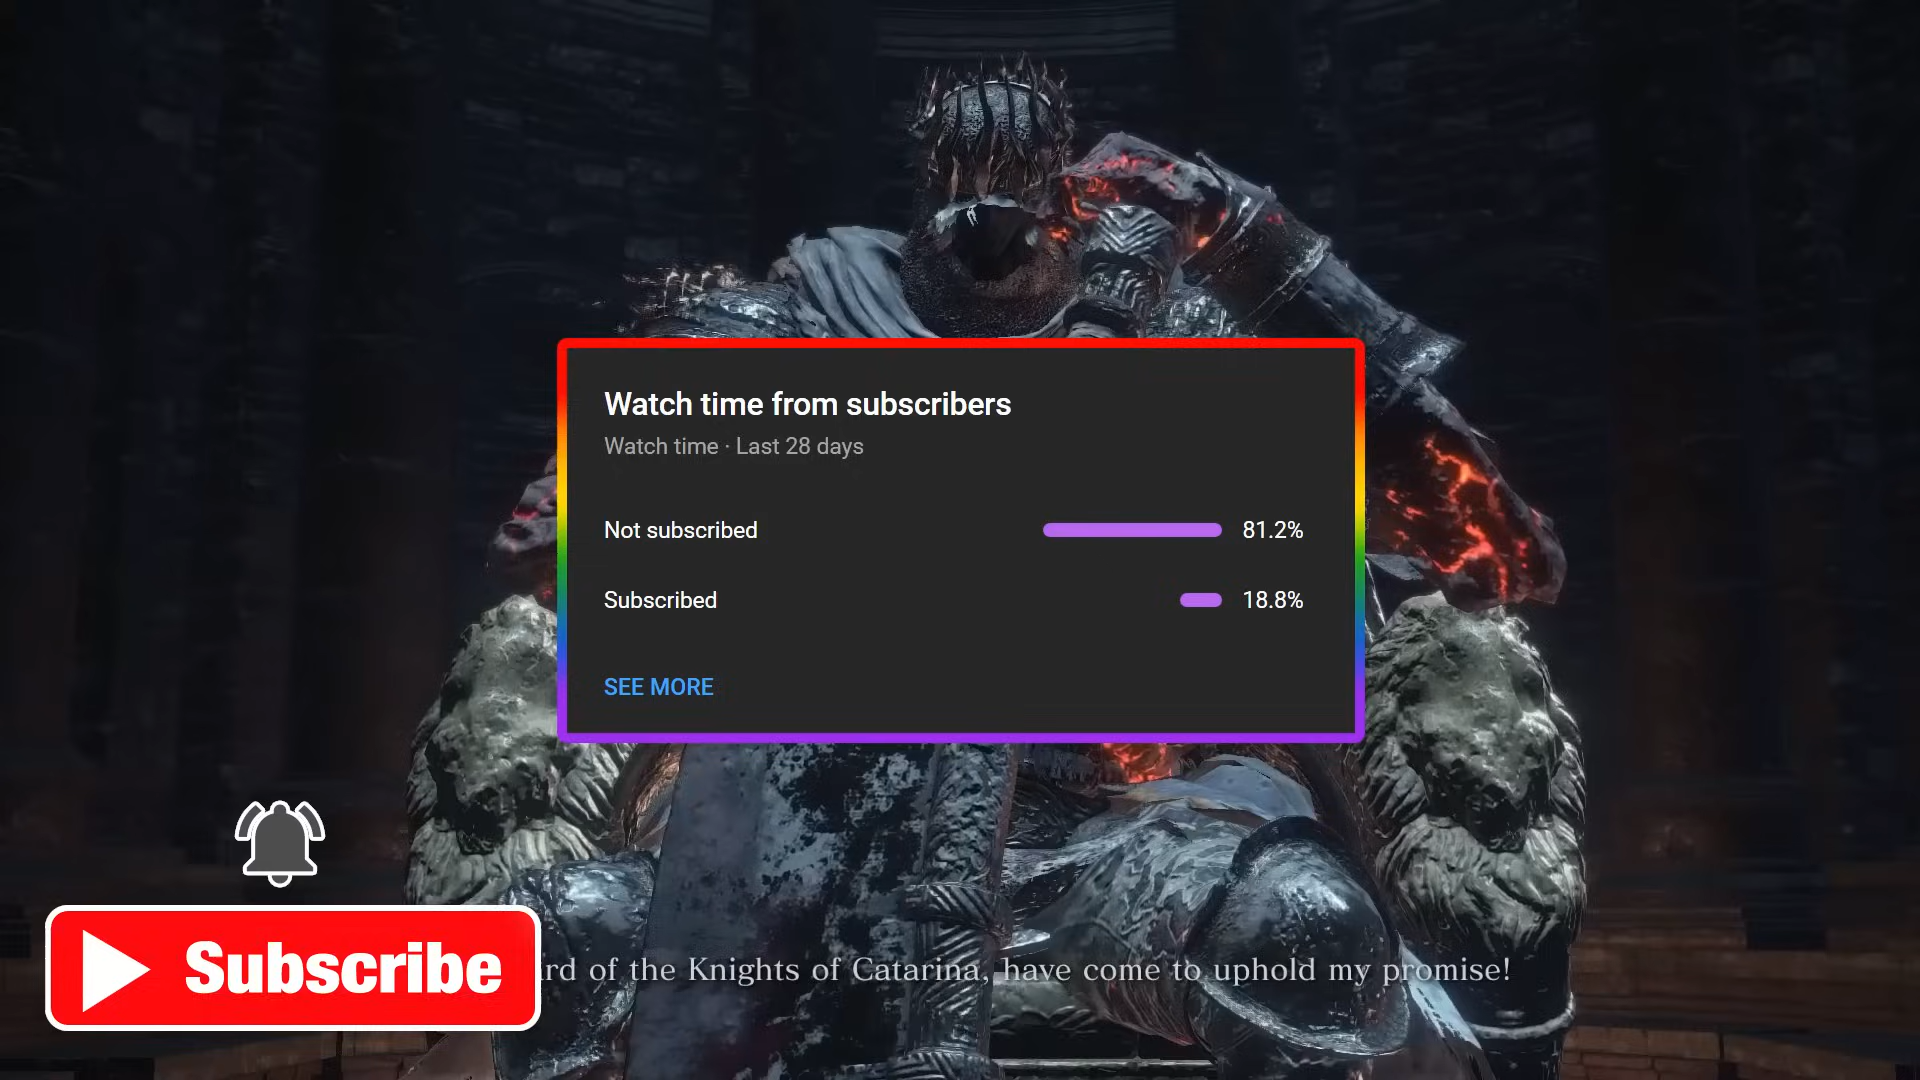 Watch time from subscribers
Watch time · Last 28 days
Not subscribed 81.2%
Subscribed 18.8%
SEE MORE
Subscribe
ird of the Knights of Catarina, have come to uphold my promise!